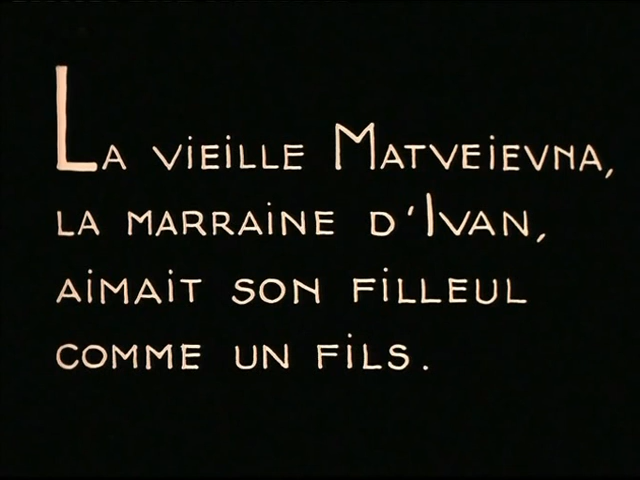 La vieille Matveievna,
la marraine d'Ivan,
aimait son filleul
comme un fils.